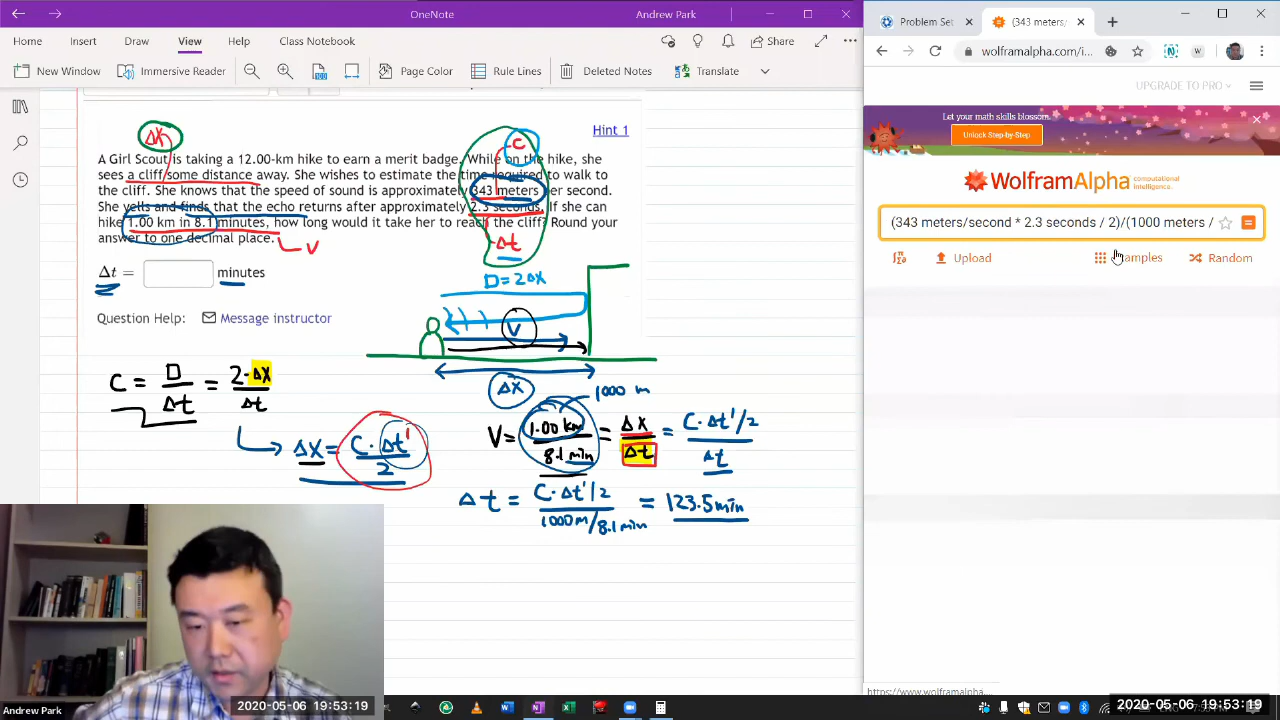 OneNote
Andrew Park
Problem Set
(343 meters/
wolframalpha.com/i...
Home
Insert
Draw
View
Help
Class Notebook
Share
New Window
Immersive Reader
Page Color
Rule Lines
Deleted Notes
Translate
UPGRADE TO PRO
Let your math skills blossom.
Unlock Step-by-Step
WolframAlpha computational intelligence.
(343 meters/second * 2.3 seconds / 2)/(1000 meters /
Upload
amples
Random
Hint 1
Δx
C
A Girl Scout is taking a 12.00-km hike to earn a merit badge. While on the hike, she
sees a cliff some distance away. She wishes to estimate the time required to walk to
the cliff. She knows that the speed of sound is approximately 343 meters per second.
She yells and finds that the echo returns after approximately 2.3 seconds. If she can
hike 1.00 km in 8.1 minutes, how long would it take her to reach the cliff? Round your
answer to one decimal place.
V
Δt
Δt = minutes
D = 2Δx
Question Help: Message instructor
V
Δx
1000 m
C = D/Δt = 2·Δx/Δt
V = 1.00 km/8.1 min = Δx/Δt = C·Δt'/2/Δt
Δx = C·Δt'/2
Δt = C·Δt'/2/1000m/8.1min = 123.5min
Andrew Park
2020-05-06 19:53:19
https://www.wolframalpha.com...
2020-05-06 19:53:19